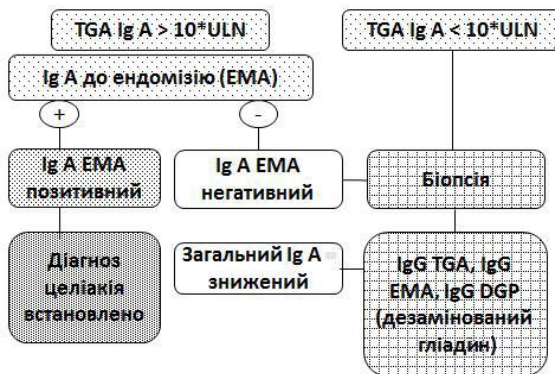 TGA Ig A > 10*ULN
TGA Ig A < 10*ULN
Ig A до ендомізію (EMA)
+
-
Ig A EMA
позитивний
Ig A EMA
негативний
Біопсія
Діагноз
целіакія
встановлено
Загальний Ig A
знижений
IgG TGA, IgG
EMA, IgG DGP
(дезамінований
гліадин)